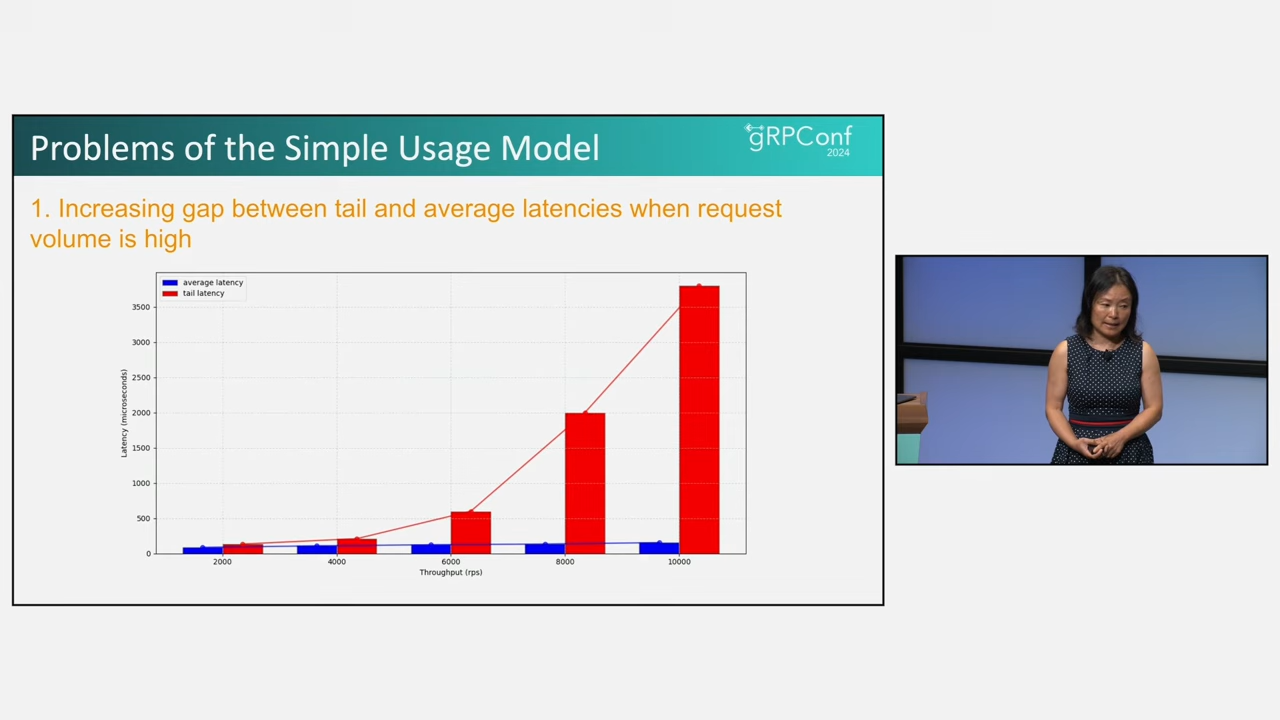 Problems of the Simple Usage Model
gRPConf
2024
1. Increasing gap between tail and average latencies when request
volume is high
average latency
tail latency
Latency (microseconds)
3500
3000
2500
2000
1500
1000
500
0
2000 4000 6000 8000 10000
Throughput (rps)